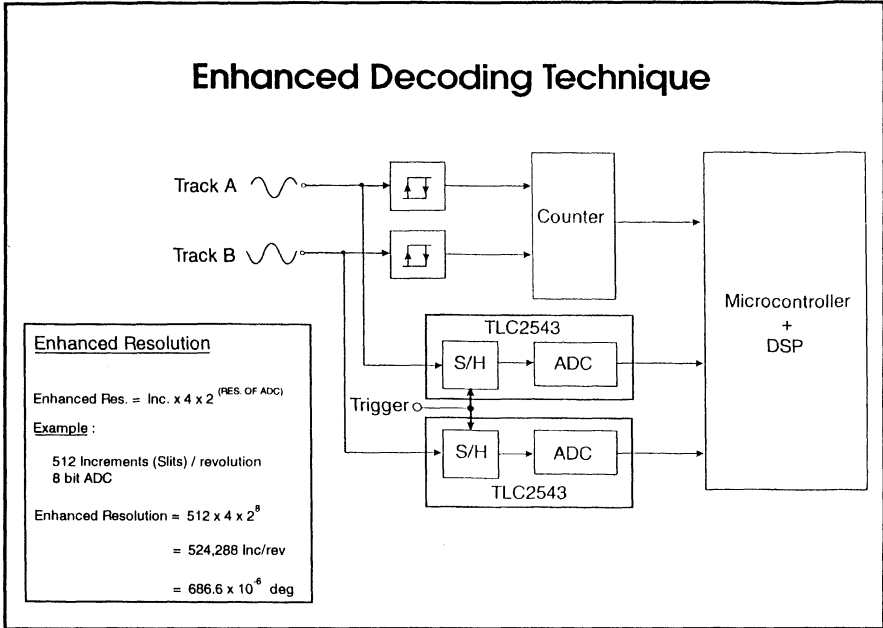 Enhanced Decoding Technique
Track A
Track B
Counter
Microcontroller
+
DSP
TLC2543
S/H
ADC
Trigger
S/H
ADC
TLC2543
Enhanced Resolution
Enhanced Res. = Inc. x 4 x 2 (RES. OF ADC)
Example :
512 Increments (Slits) / revolution
8 bit ADC
Enhanced Resolution = 512 x 4 x 2^8
= 524,288 Inc/rev
= 686.6 x 10^-6 deg